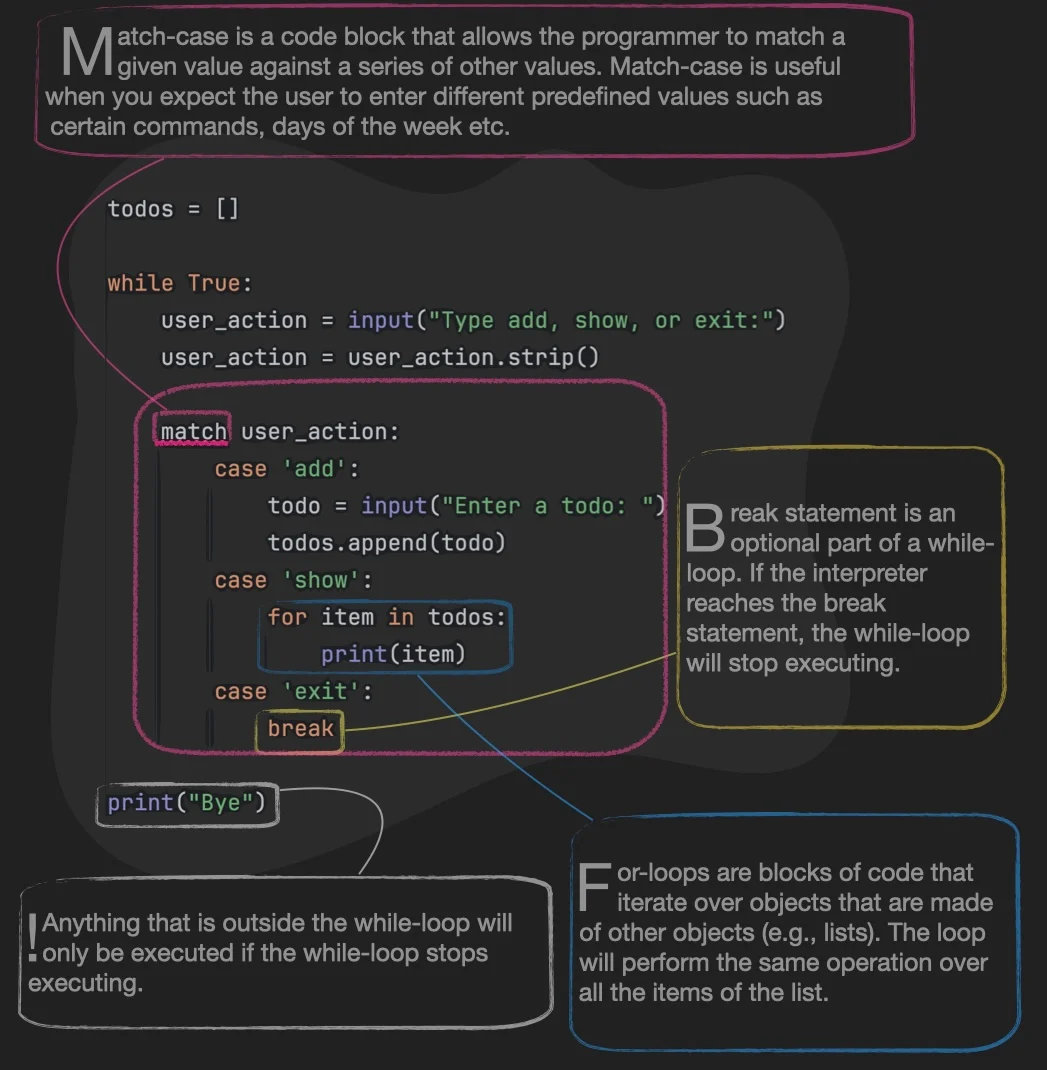 Match-case is a code block that allows the programmer to match a
given value against a series of other values. Match-case is useful
when you expect the user to enter different predefined values such as
certain commands, days of the week etc.
todos = []
while True:
    user_action = input("Type add, show, or exit:")
    user_action = user_action.strip()
    match user_action:
        case 'add':
            todo = input("Enter a todo: ")
            todos.append(todo)
        case 'show':
            for item in todos:
                print(item)
        case 'exit':
            break
print("Bye")
Break statement is an
optional part of a while-
loop. If the interpreter
reaches the break
statement, the while-loop
will stop executing.
!Anything that is outside the while-loop will
only be executed if the while-loop stops
executing.
For-loops are blocks of code that
iterate over objects that are made
of other objects (e.g., lists). The loop
will perform the same operation over
all the items of the list.